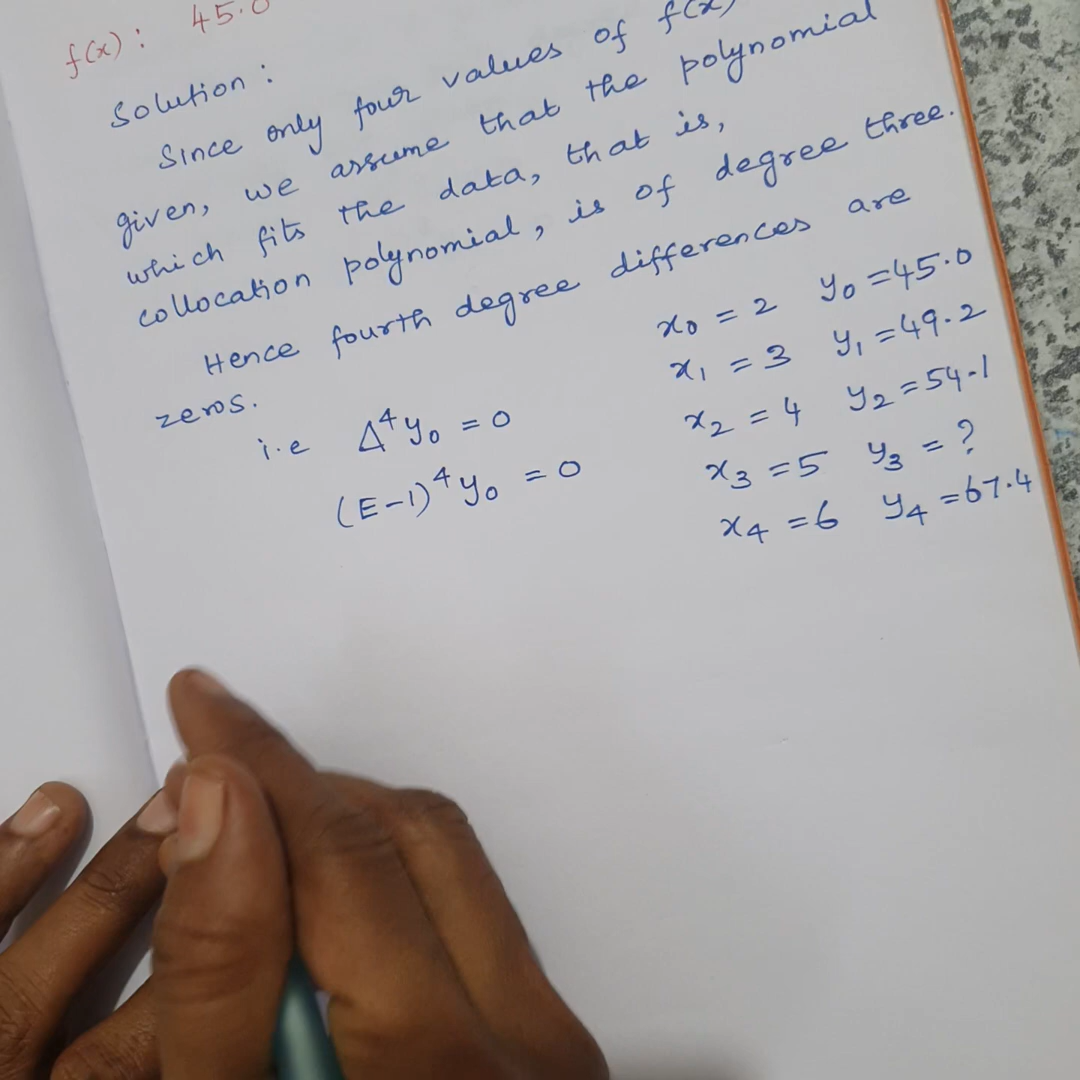 f(x) : 45.0
Solution :
Since only four values of f(x)
given, we assume that the polynomial
which fits the data, that is,
collocation polynomial, is of degree three.
Hence fourth degree differences are
zeros.
i.e Δ⁴y₀ = 0
(E-1)⁴ y₀ = 0
x₀ = 2 y₀ = 45.0
x₁ = 3 y₁ = 49.2
x₂ = 4 y₂ = 54.1
x₃ = 5 y₃ = ?
x₄ = 6 y₄ = 67.4